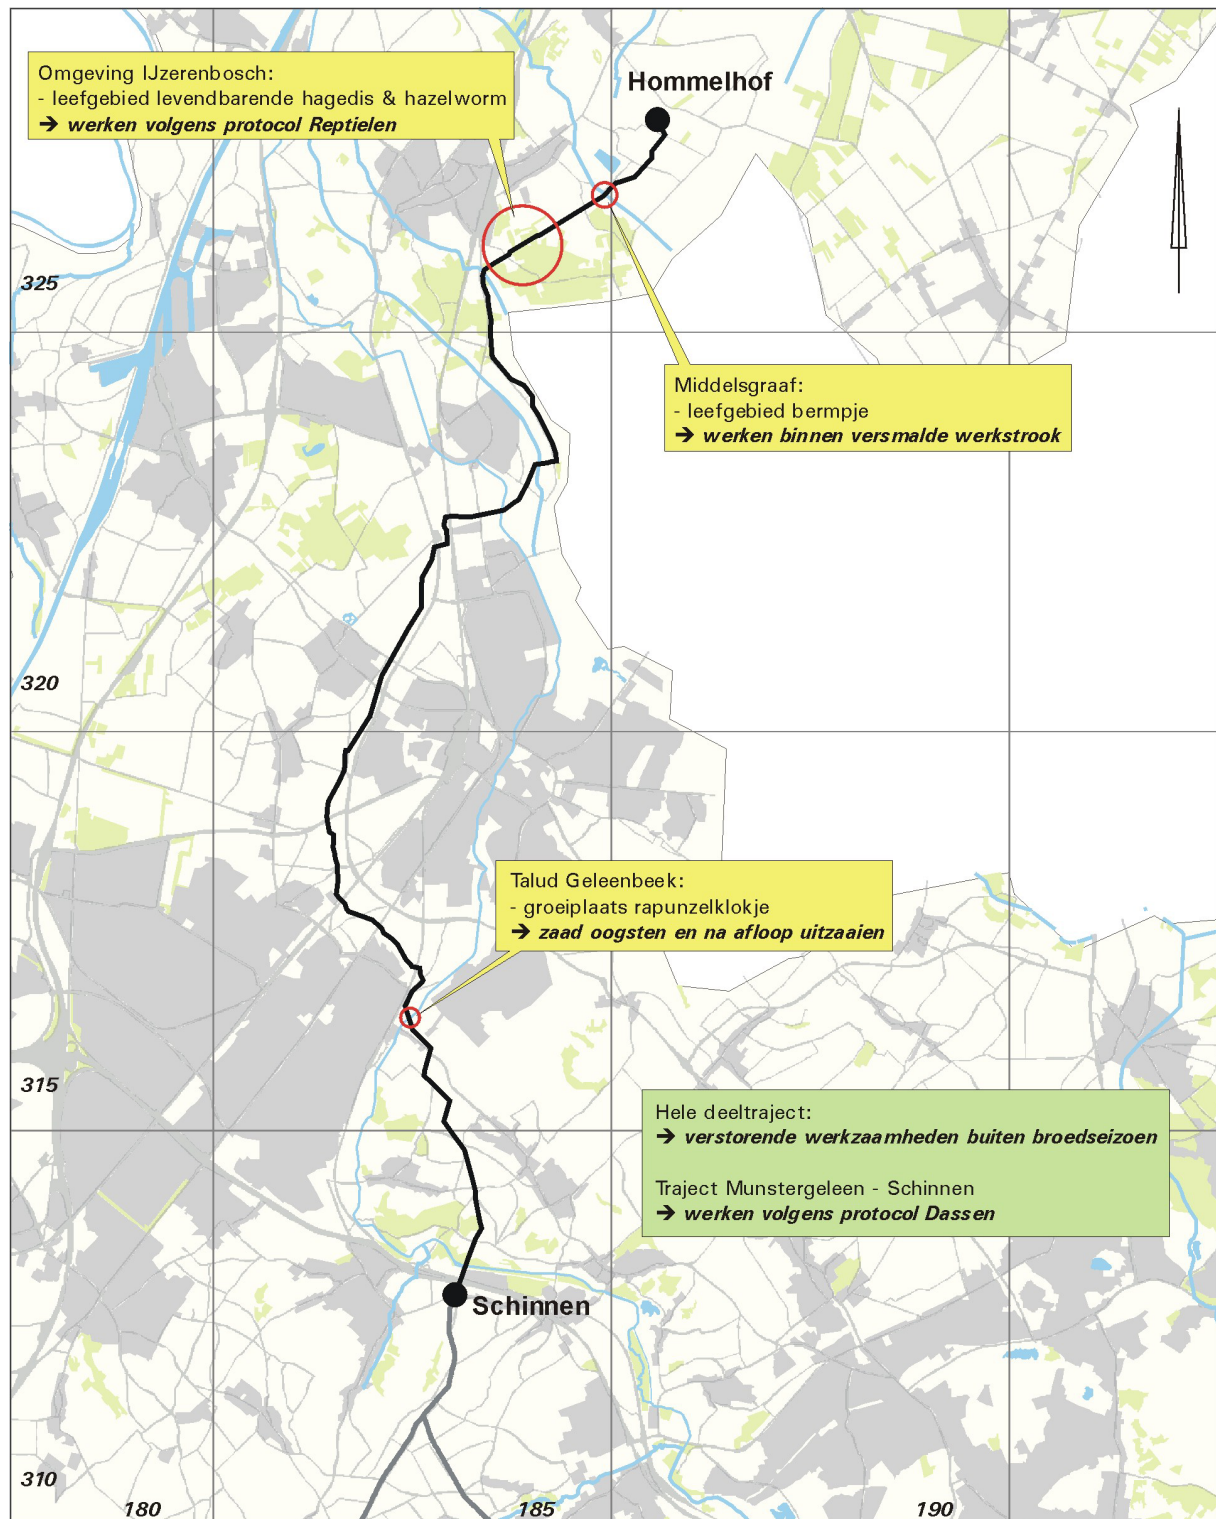 Omgeving IJzerenbosch:
- leefgebied levendbarende hagedis & hazelworm
➔ werken volgens protocol Reptielen
Hommelhof
325
Middelsgraaf:
- leefgebied bermpje
➔ werken binnen versmalde werkstrook
320
Talud Geleenbeek:
- groeiplaats rapunzelklokje
➔ zaad oogsten en na afloop uitzaaien
315
Hele deeltraject:
➔ verstorende werkzaamheden buiten broedseizoen
Traject Munstergeleen - Schinnen
➔ werken volgens protocol Dassen
Schinnen
310
180
185
190